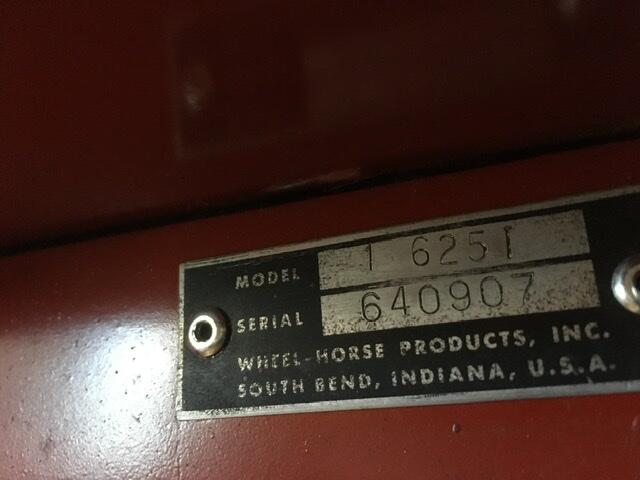 MODEL 1 6251
SERIAL 640907
WHEEL-HORSE PRODUCTS, INC.
SOUTH BEND, INDIANA, U.S.A.